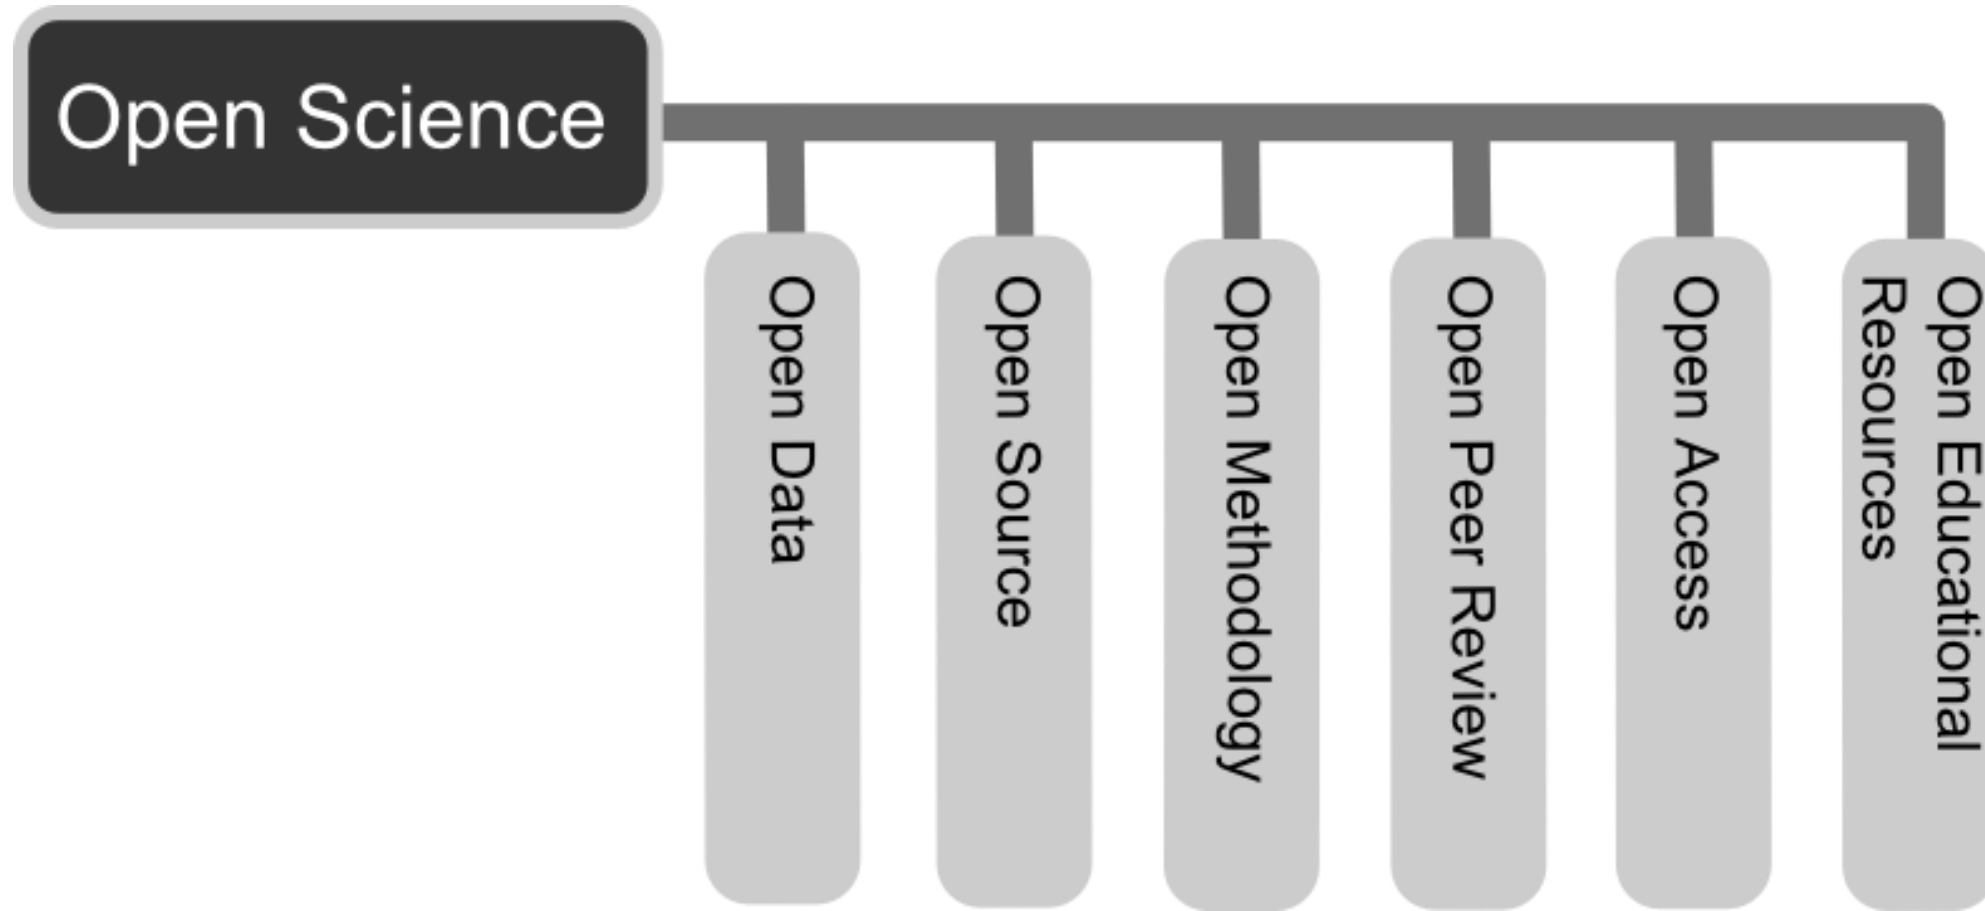 Open Science
Open Data
Open Source
Open Methodology
Open Peer Review
Open Access
Open Educational
Resources